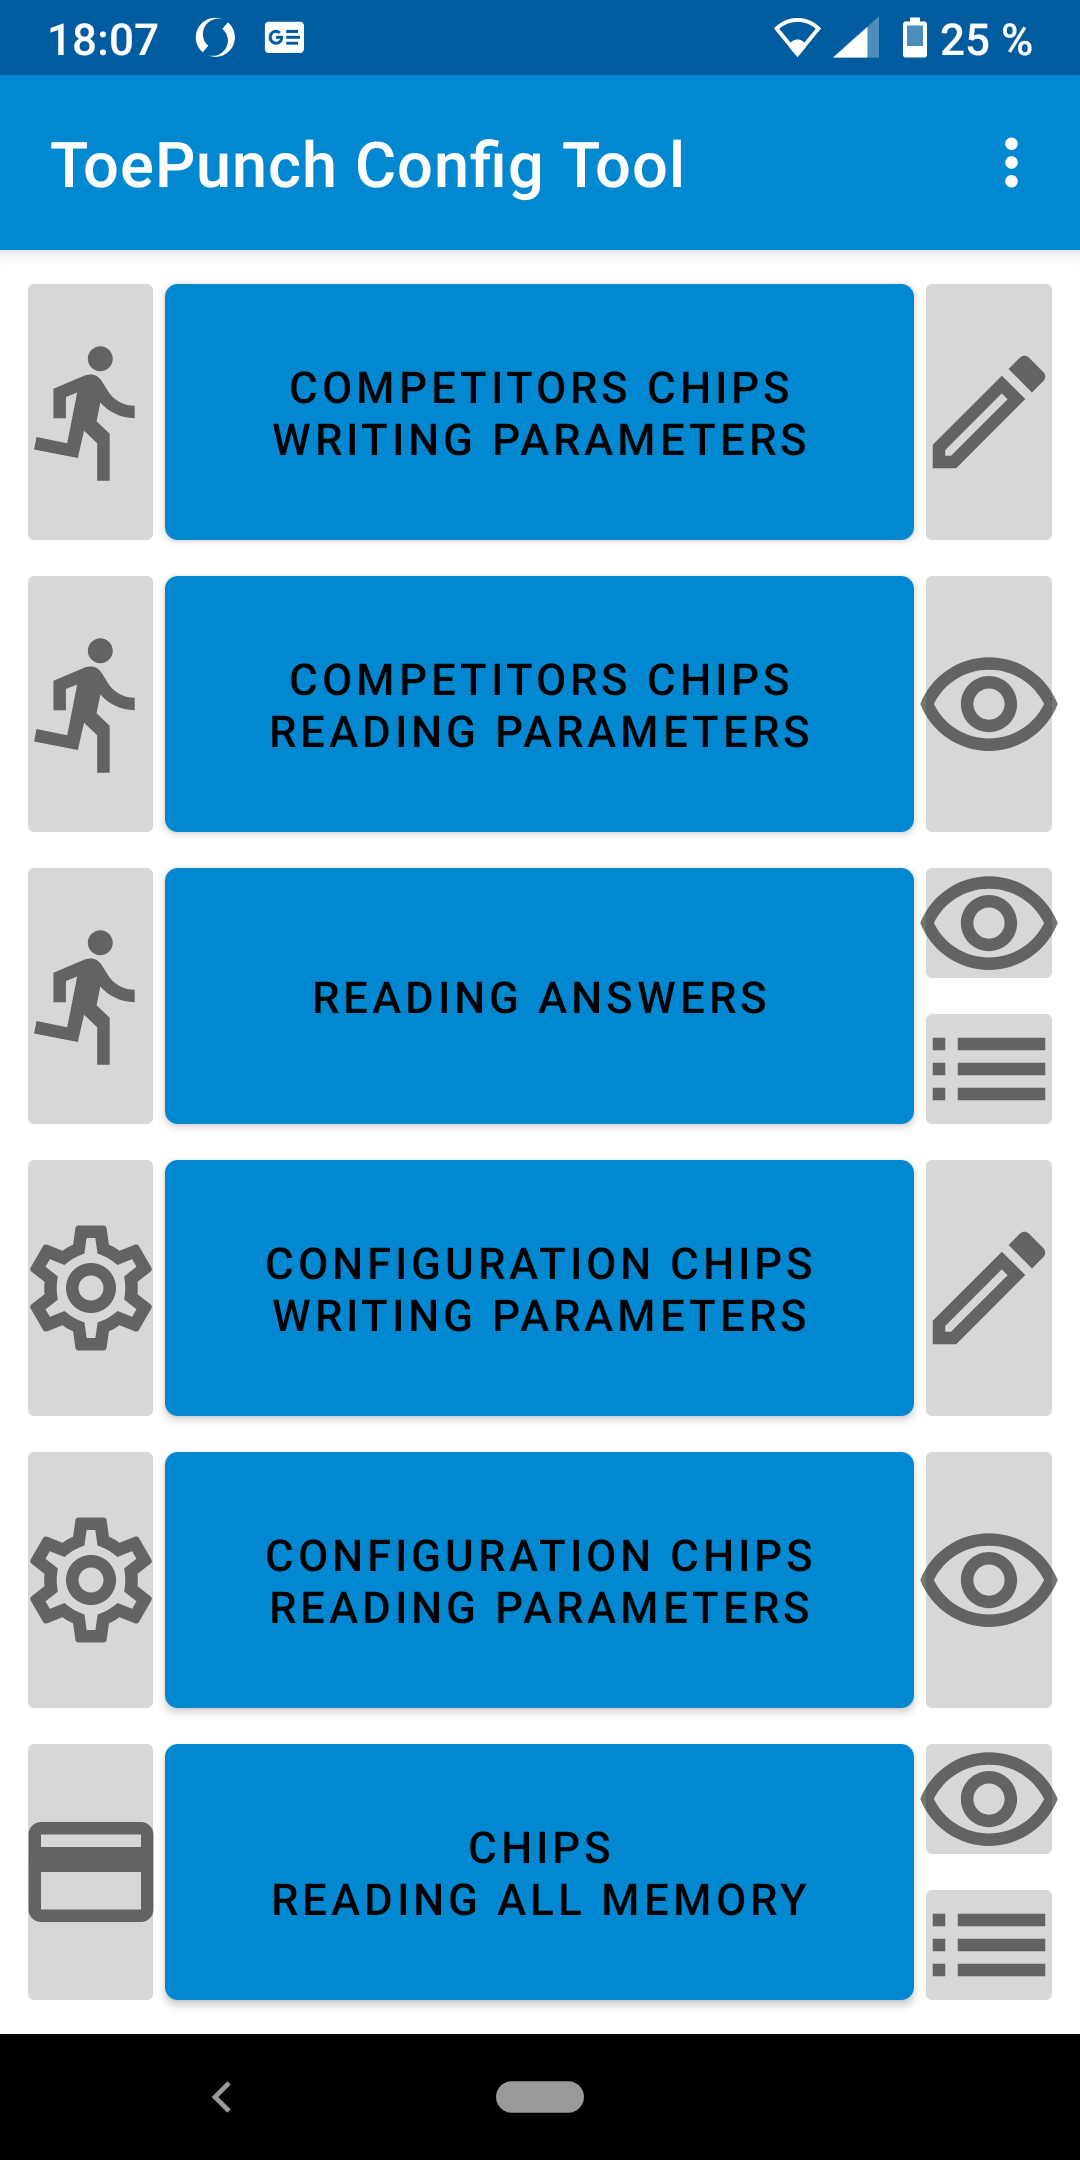 18:07
25 %
ToePunch Config Tool
COMPETITORS CHIPS
WRITING PARAMETERS
COMPETITORS CHIPS
READING PARAMETERS
READING ANSWERS
CONFIGURATION CHIPS
WRITING PARAMETERS
CONFIGURATION CHIPS
READING PARAMETERS
CHIPS
READING ALL MEMORY